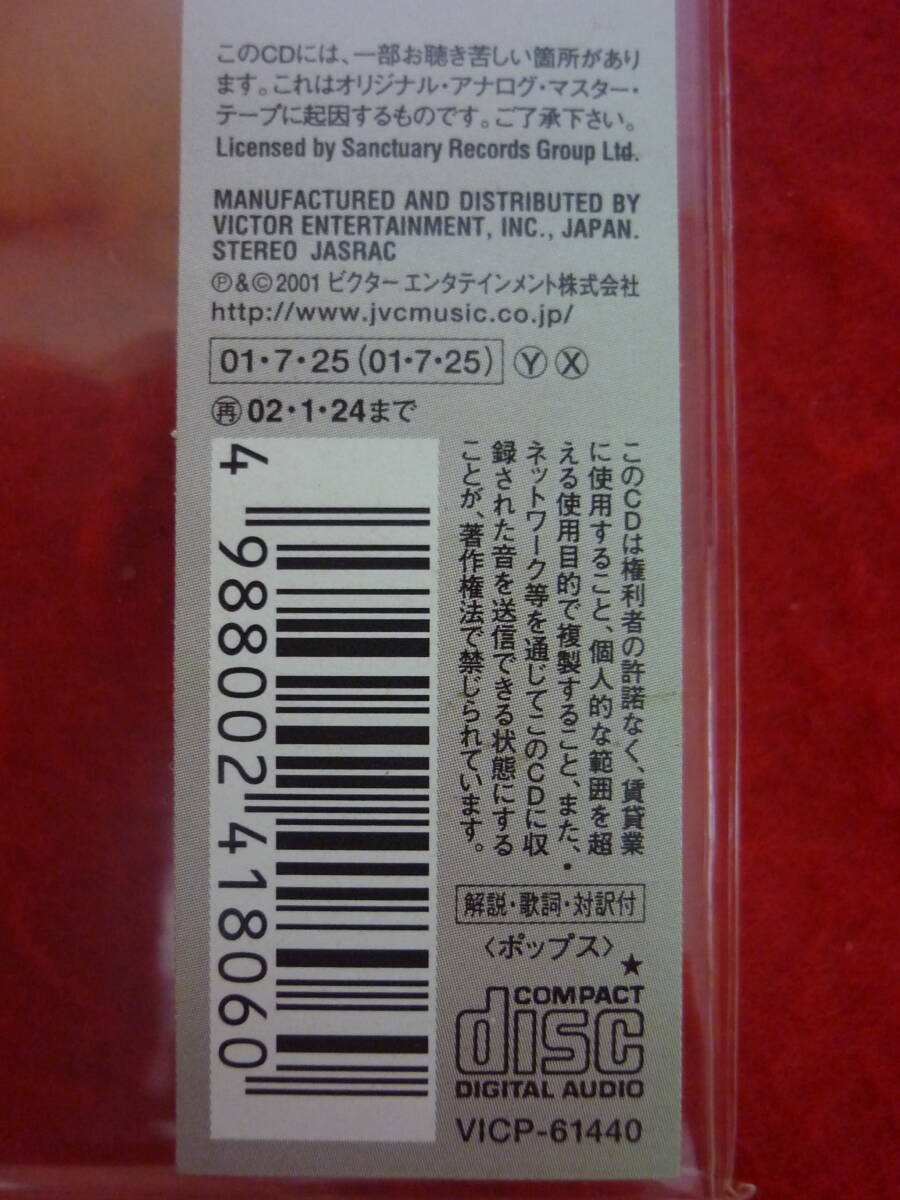 このCDには、一部お聴き苦しい箇所があり
ます。これはオリジナル・アナログ・マスター・
テープに起因するものです。ご了承下さい。
Licensed by Sanctuary Records Group Ltd.
MANUFACTURED AND DISTRIBUTED BY
VICTOR ENTERTAINMENT, INC., JAPAN.
STEREO JASRAC
℗&©2001 ビクター エンタテインメント株式会社
http://www.jvcmusic.co.jp/
01・7・25(01・7・25) Ⓨ Ⓧ
㊢02・1・24まで
4 988002 418060
このCDは権利者の許諾なく、賃貸業
に使用すること、個人的な範囲を超
える使用目的で複製すること、また、・
ネットワーク等を通じてこのCDに収
録された音を送信できる状態にする
ことが、著作権法で禁じられています。
解説・歌詞・対訳付
〈ポップス〉
★
COMPACT
disc
DIGITAL AUDIO
VICP-61440